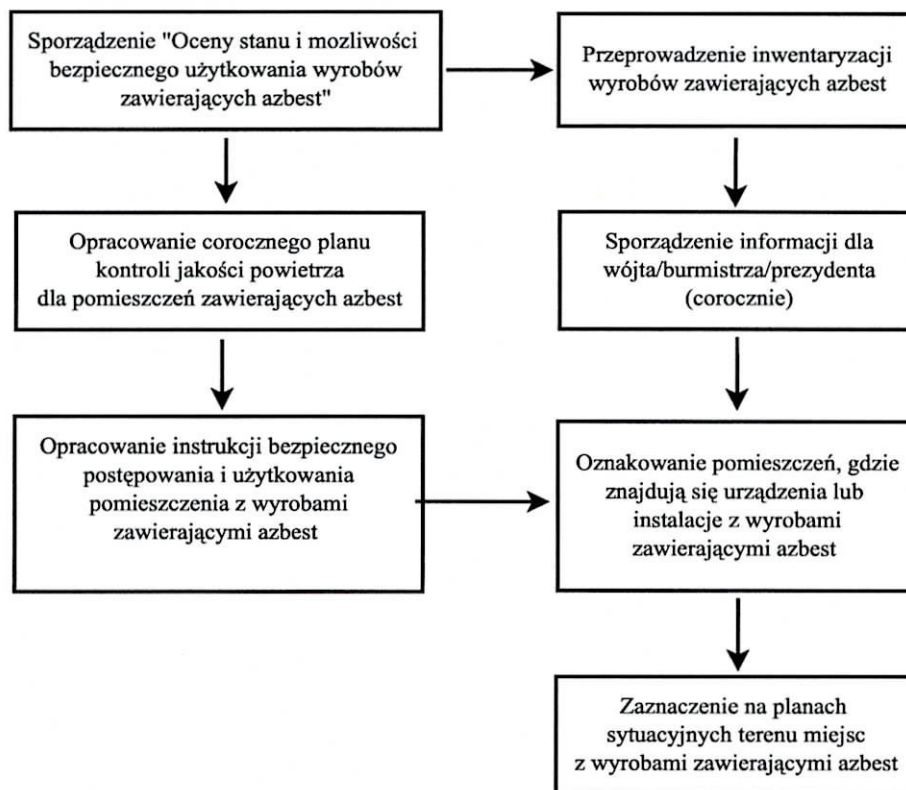 Sporządzenie "Oceny stanu i mozliwości
bezpiecznego użytkowania wyrobów
zawierających azbest"
Przeprowadzenie inwentaryzacji
wyrobów zawierających azbest
Opracowanie corocznego planu
kontroli jakości powietrza
dla pomieszczeń zawierających azbest
Sporządzenie informacji dla
wójta/burmistrza/prezydenta
(corocznie)
Opracowanie instrukcji bezpiecznego
postępowania i użytkowania
pomieszczenia z wyrobami
zawierającymi azbest
Oznakowanie pomieszczeń, gdzie
znajdują się urządzenia lub
instalacje z wyrobami
zawierającymi azbest
Zaznaczenie na planach
sytuacyjnych terenu miejsc
z wyrobami zawierającymi azbest